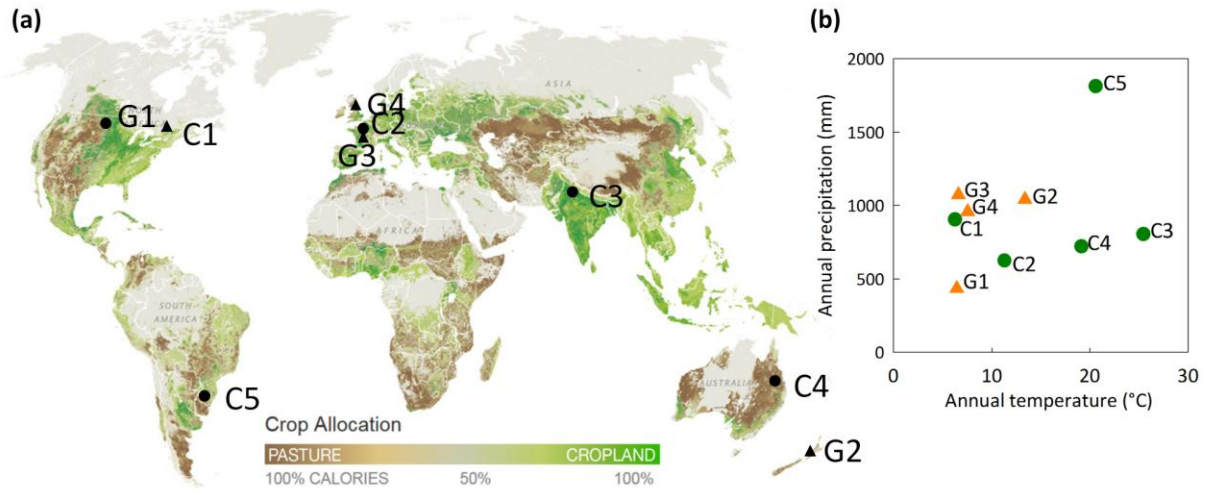 (a)
ASIA
G1
C1
G4
C2
G3
C3
AFRICA
SOUTH
AMERICA
AUSTRALIA
C4
C5
G2
Crop Allocation
PASTURE CROPLAND
100% CALORIES 50% 100%
(b)
Annual precipitation (mm)
2000
1500
1000
500
0
C5
G3
G4
G2
C1
C2
C4
C3
G1
0 10 20 30
Annual temperature (°C)